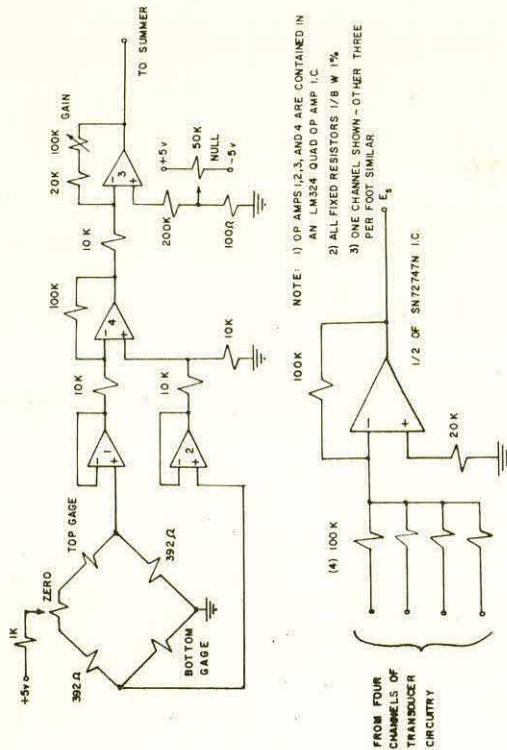 +5v
1K
ZERO
392Ω
TOP GAGE
BOTTOM
GAGE
392Ω
-
1
+
-
2
+
10K
10K
100K
-
4
+
10K
10 K
20K
100K
GAIN
-
3
+
TO SUMMER
200K
100Ω
+5v
50K
NULL
-5v
NOTE: 1) OP AMPS 1,2,3, AND 4 ARE CONTAINED IN
AN LM324 QUAD OP AMP I.C.
2) ALL FIXED RESISTORS 1/8 W 1%
3) ONE CHANNEL SHOWN - OTHER THREE
PER FOOT SIMILAR
FROM FOUR
CHANNELS OF
TRANSDUCER
CIRCUITRY
(4) 100K
100K
-
+
20K
1/2 OF SN72747N I.C.
Es